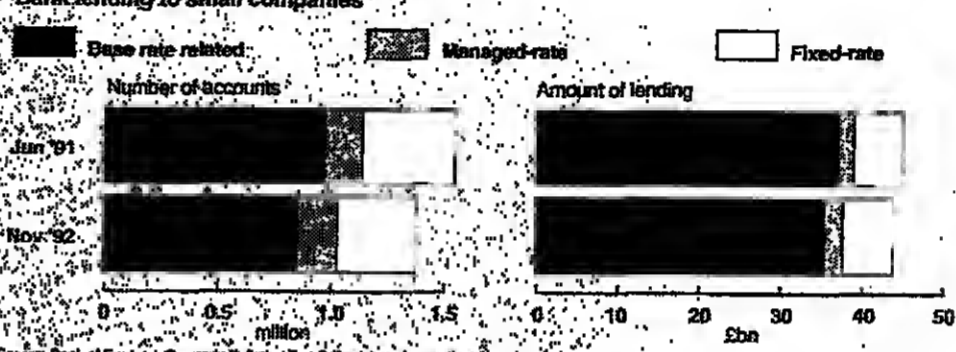 Bank lending to small companies
Base rate related
Managed-rate
Fixed-rate
Number of accounts
Amount of lending
Jun '91
Nov '92
0 0.5 1.0 1.5
million
0 10 20 30 40 50
£bn